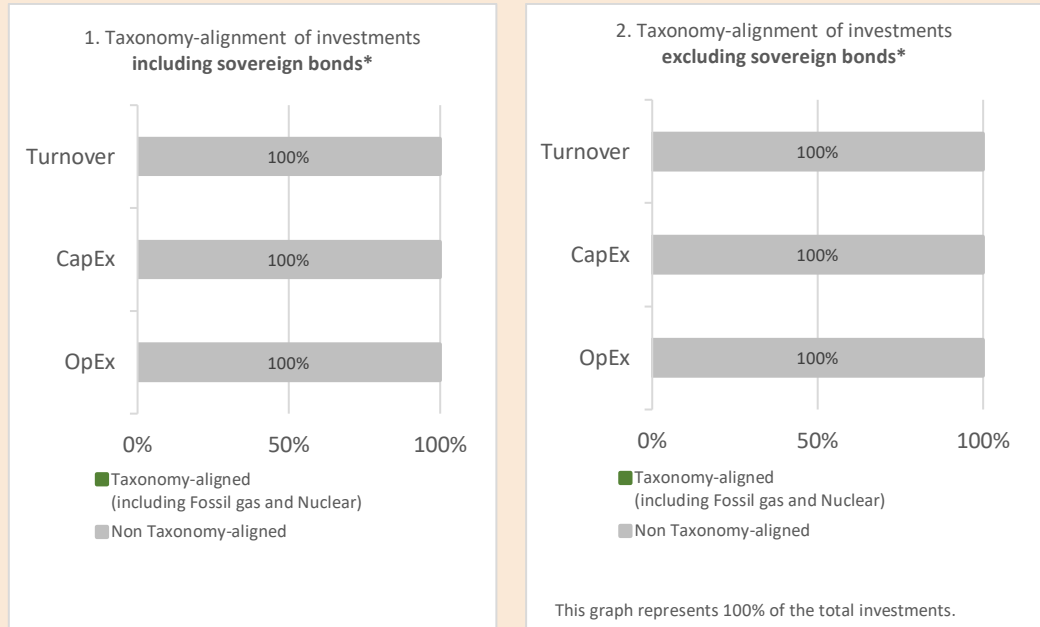 1. Taxonomy-alignment of investments
including sovereign bonds*
Turnover
100%
CapEx
100%
OpEx
100%
0%
50%
100%
Taxonomy-aligned
(including Fossil gas and Nuclear)
Non Taxonomy-aligned
2. Taxonomy-alignment of investments
excluding sovereign bonds*
Turnover
100%
CapEx
100%
OpEx
100%
0%
50%
100%
Taxonomy-aligned
(including Fossil gas and Nuclear)
Non Taxonomy-aligned
This graph represents 100% of the total investments.